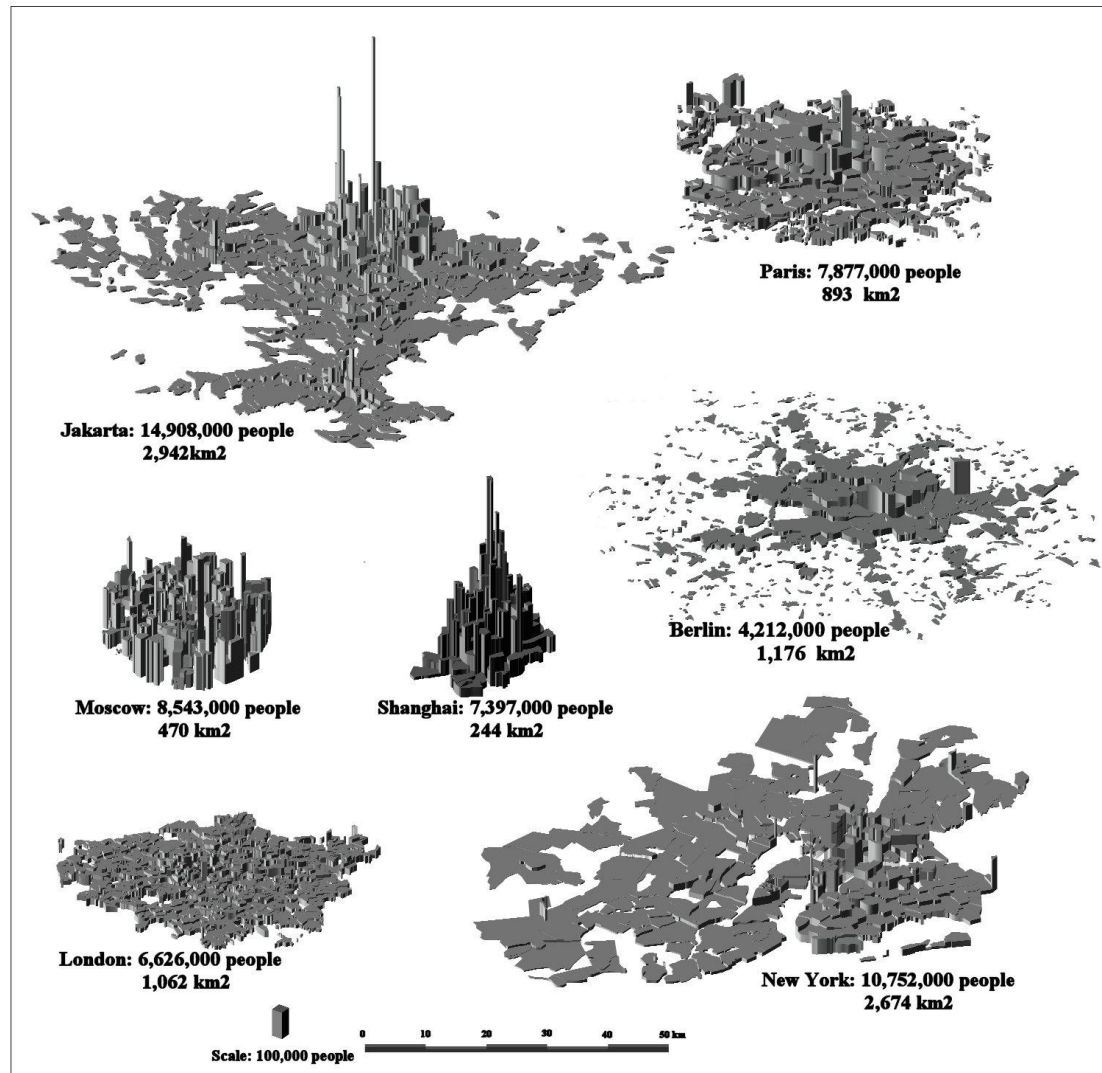 Paris: 7,877,000 people
893 km2
Jakarta: 14,908,000 people
2,942km2
Berlin: 4,212,000 people
1,176 km2
Moscow: 8,543,000 people
470 km2
Shanghai: 7,397,000 people
244 km2
London: 6,626,000 people
1,062 km2
New York: 10,752,000 people
2,674 km2
Scale: 100,000 people
0 10 20 30 40 50 km